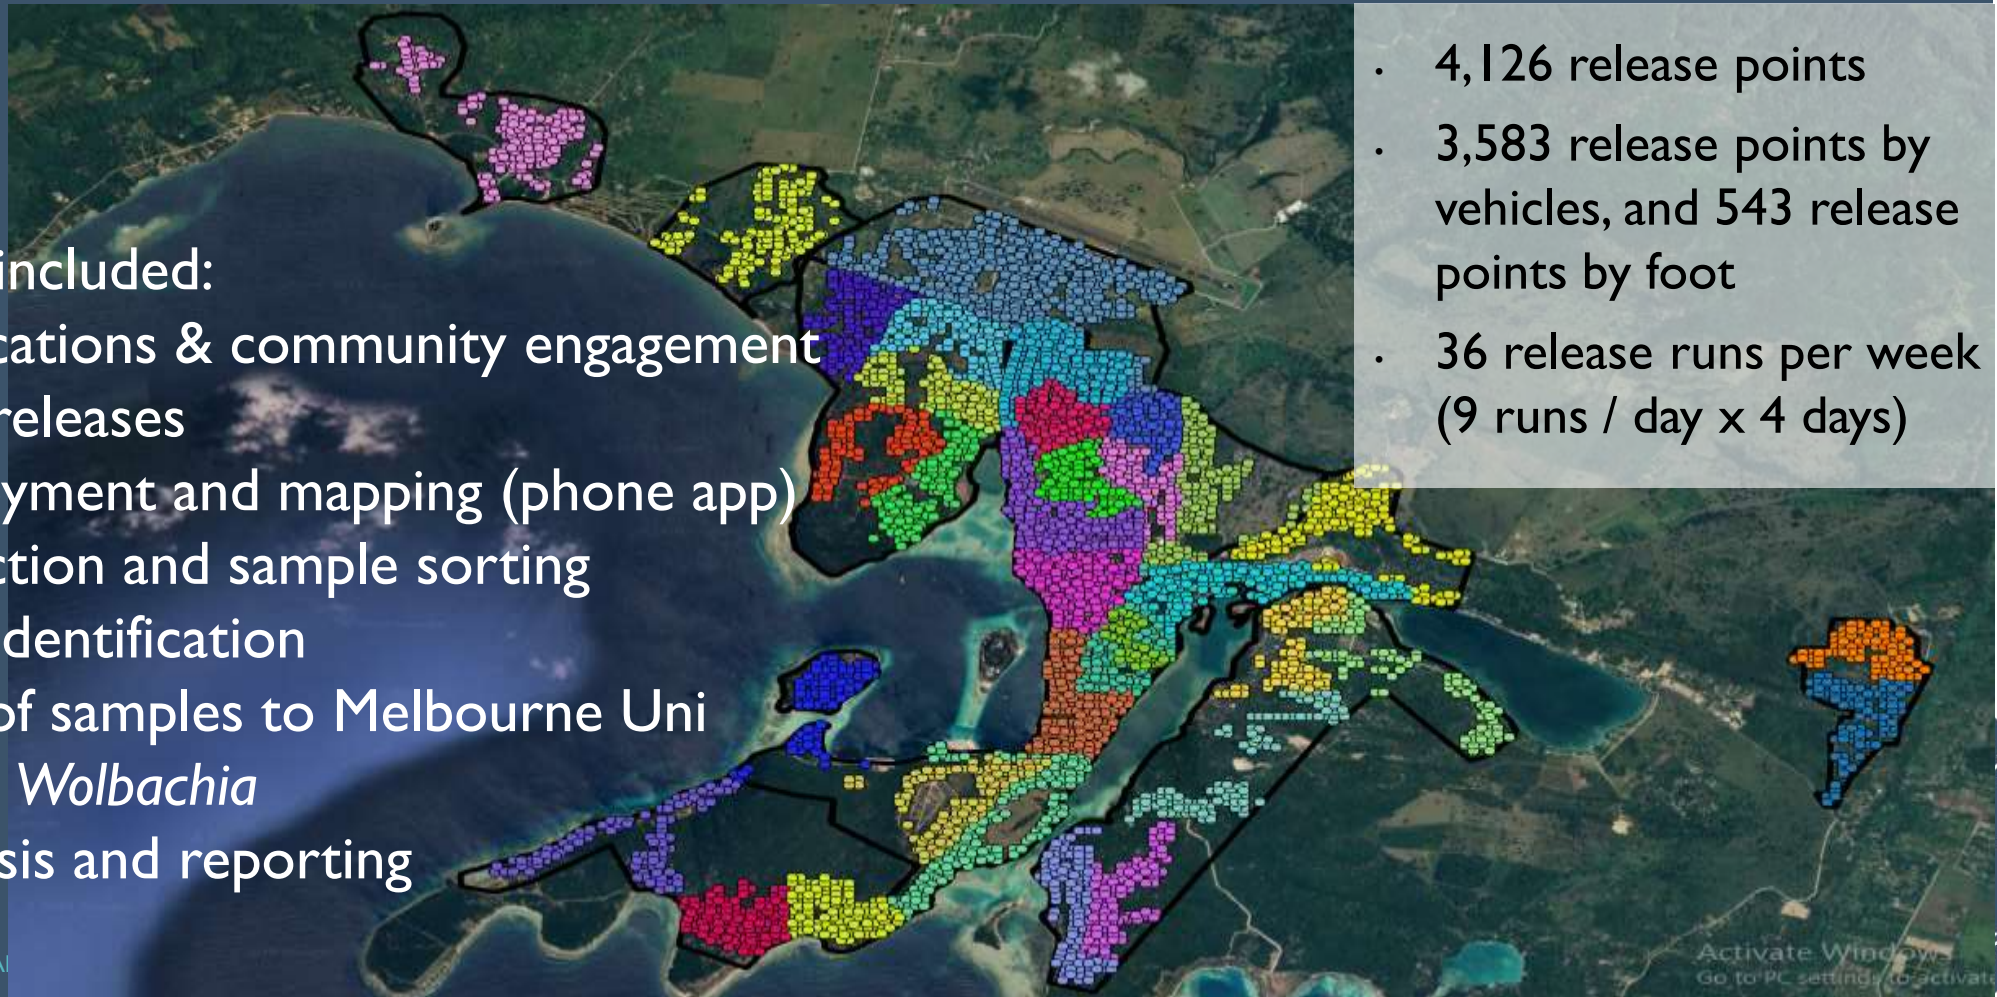 included:
cations & community engagement
releases
yment and mapping (phone app)
ction and sample sorting
dentification
of samples to Melbourne Uni
Wolbachia
sis and reporting
• 4,126 release points
• 3,583 release points by
vehicles, and 543 release
points by foot
• 36 release runs per week
(9 runs / day x 4 days)
Activate Windows
Go to PC settings to activate